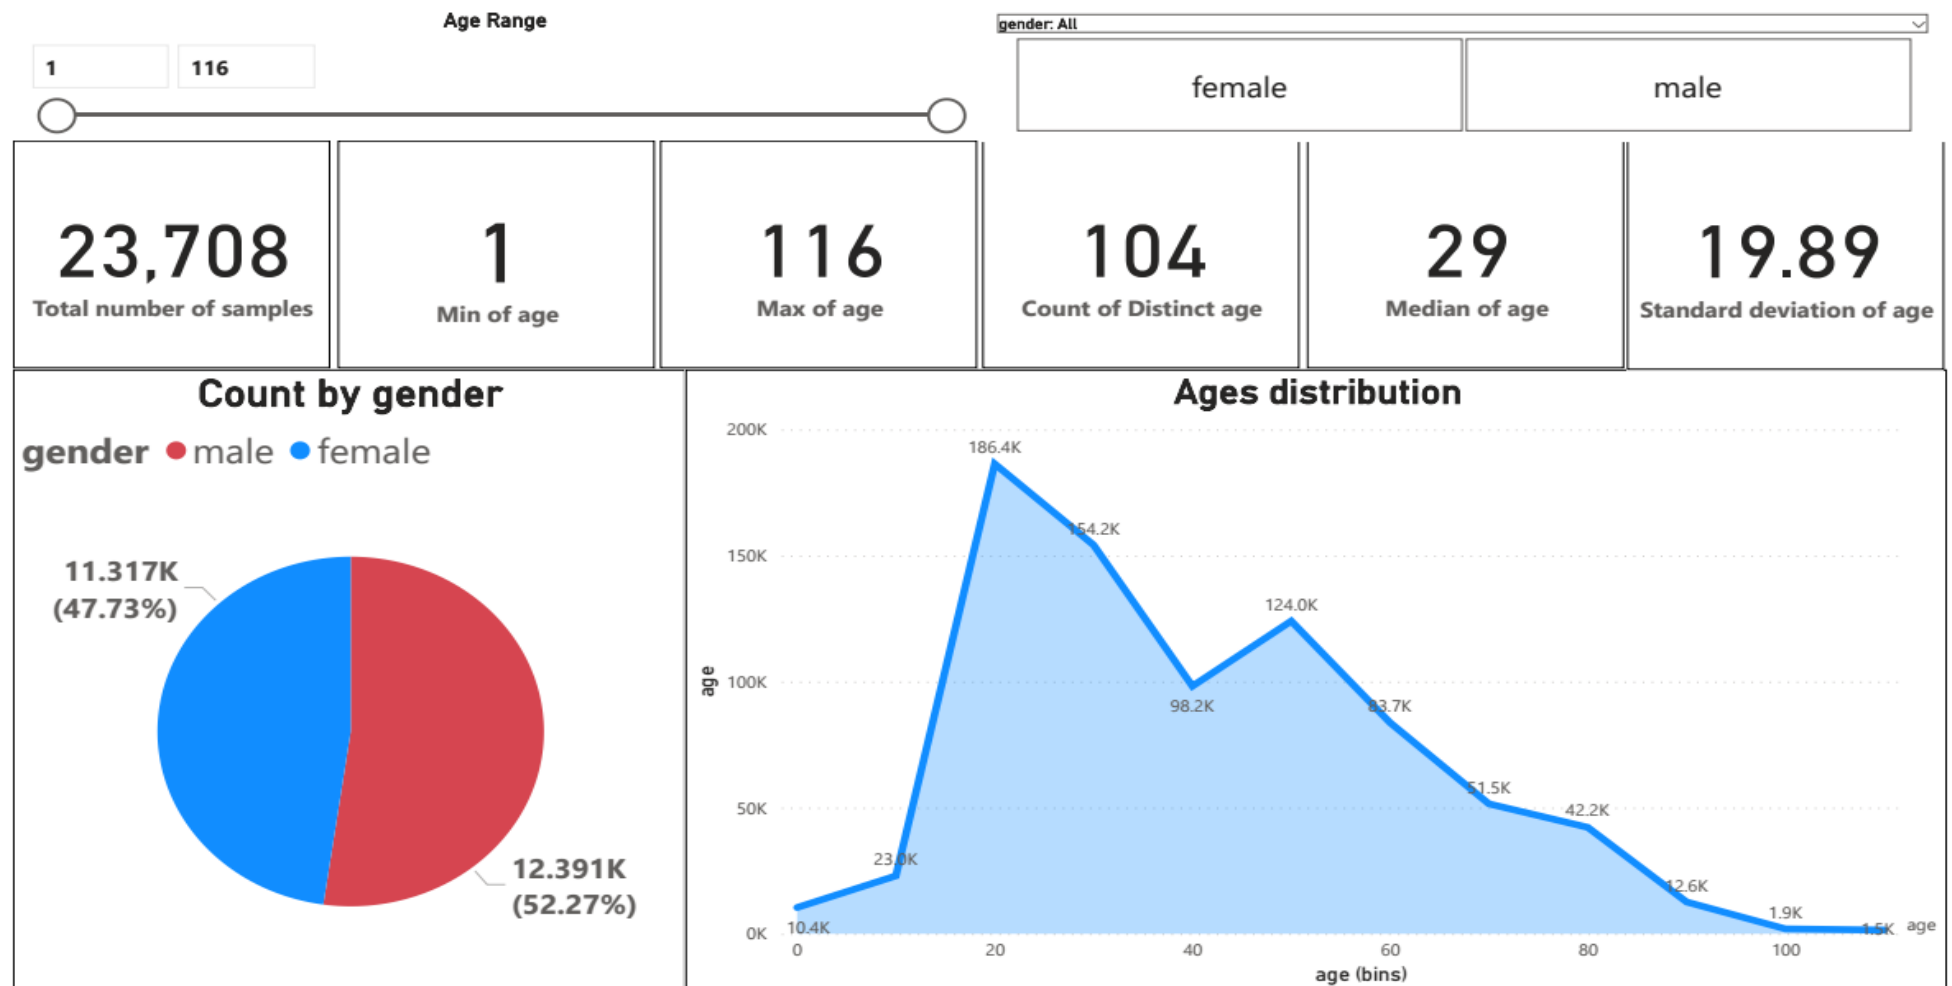 Age Range
gender: All
1
116
female
male
23,708
Total number of samples
1
Min of age
116
Max of age
104
Count of Distinct age
29
Median of age
19.89
Standard deviation of age
Count by gender
gender male female
11.317K
(47.73%)
12.391K
(52.27%)
Ages distribution
200K
150K
100K
50K
0K
age
186.4K
154.2K
124.0K
98.2K
83.7K
51.5K
42.2K
23.0K
12.6K
10.4K
1.9K
1.5K
age
0
20
40
60
80
100
age (bins)